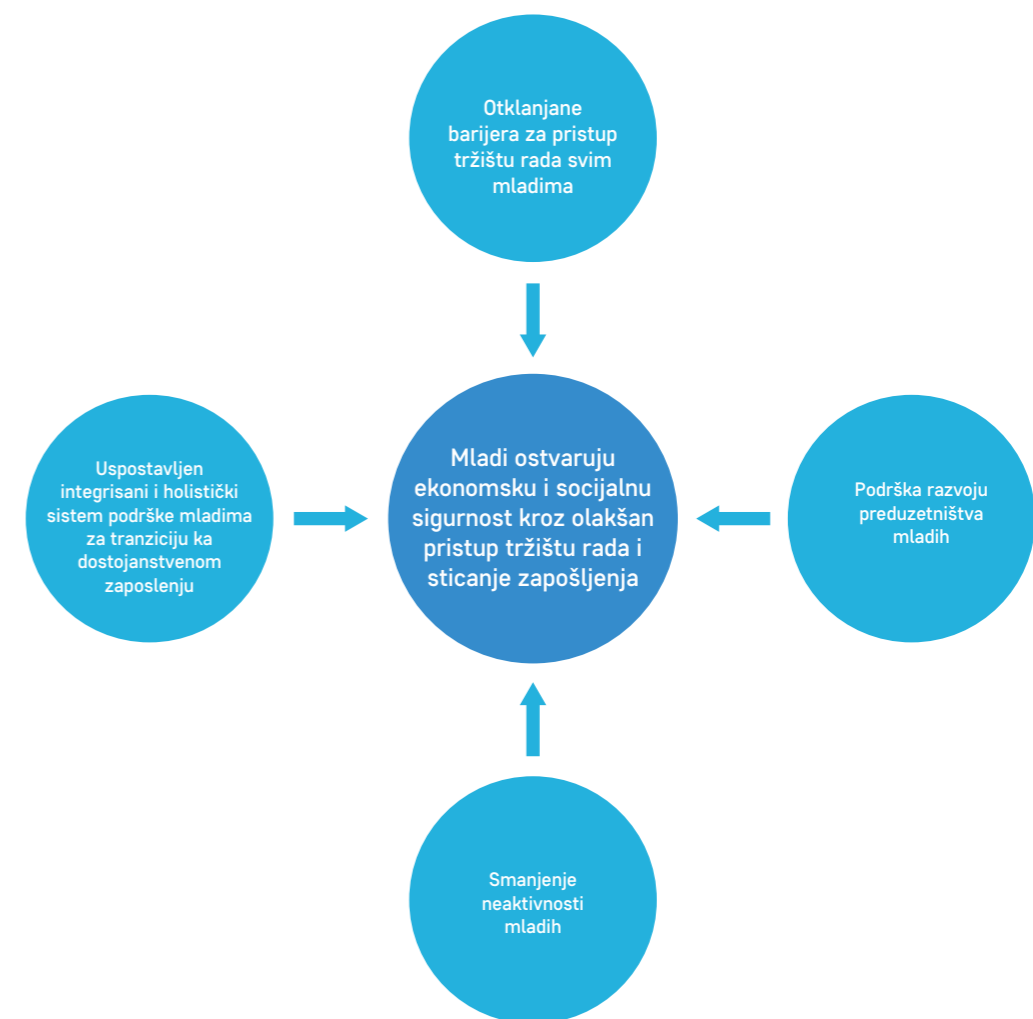 Otklanjane
barijera za pristup
tržištu rada svim
mladima
Uspostavljen
integrisani i holistički
sistem podrške mladima
za tranziciju ka
dostojanstvenom
zaposlenju
Mladi ostvaruju
ekonomsku i socijalnu
sigurnost kroz olakšan
pristup tržištu rada i
sticanje zapošljenja
Podrška razvoju
preduzetništva
mladih
Smanjenje
neaktivnosti
mladih